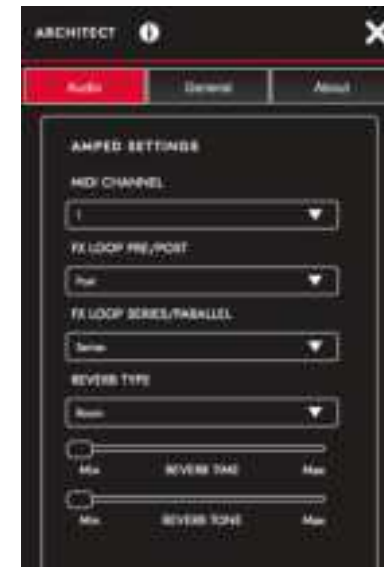 ARCHITECT i
Audio General About
AMPED SETTINGS
MIDI CHANNEL
1
FX LOOP PRE/POST
Post
FX LOOP SERIES/PARALLEL
Series
REVERB TYPE
Room
Min REVERB TIME Max
Min REVERB TONE Max